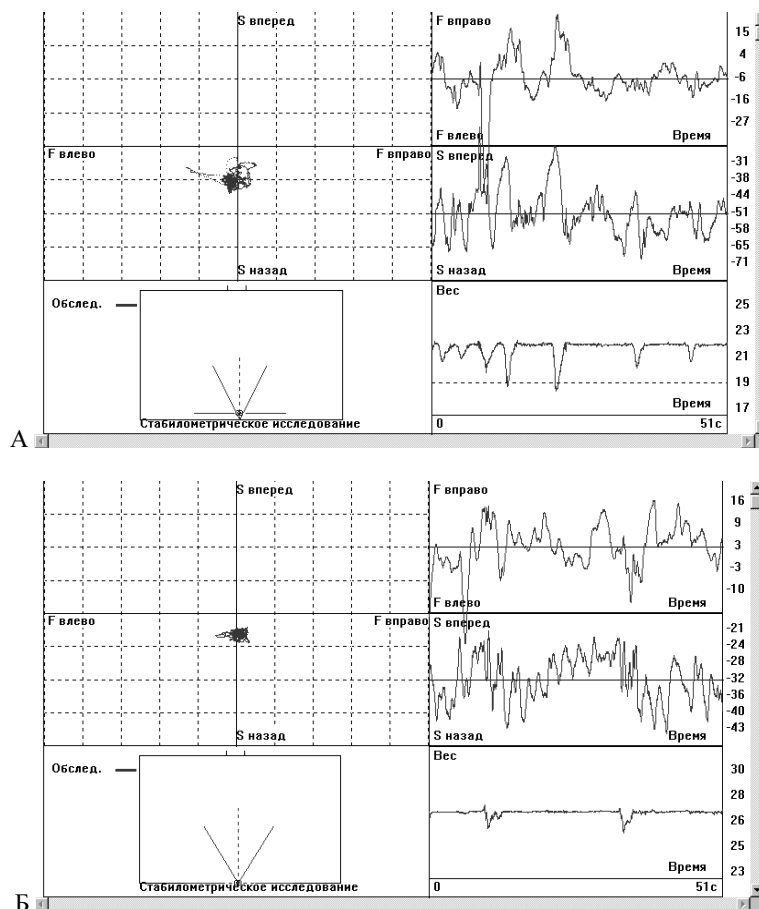 S вперед
F вправо
15
4
-6
-16
-27
F влево
Время
F влево
F вправо
S вперед
-31
-38
-44
-51
-58
-65
-71
S назад
S назад
Время
Обслед.
Вес
25
23
21
19
17
Время
Стабилометрическое исследование
0
51с
А
S вперед
F вправо
16
9
3
-3
-10
F влево
Время
F влево
F вправо
S вперед
-21
-24
-28
-32
-36
-40
-43
S назад
S назад
Время
Обслед.
Вес
30
28
26
25
23
Время
Стабилометрическое исследование
0
51с
Б